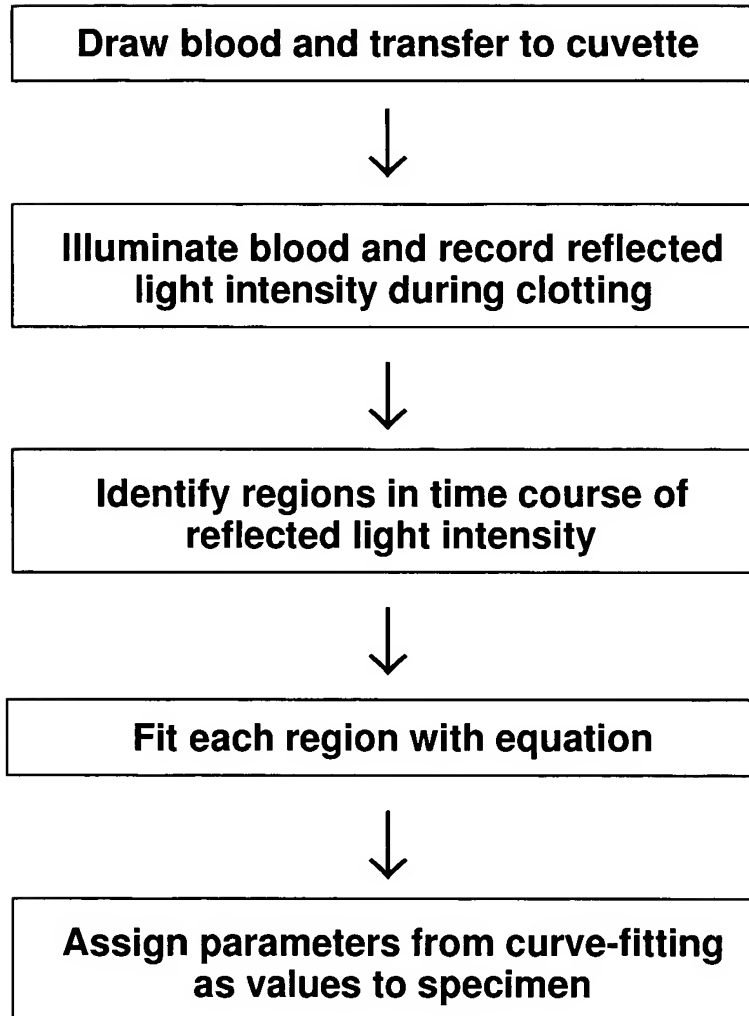 Draw blood and transfer to cuvette
Illuminate blood and record reflected
light intensity during clotting
Identify regions in time course of
reflected light intensity
Fit each region with equation
Assign parameters from curve-fitting
as values to specimen